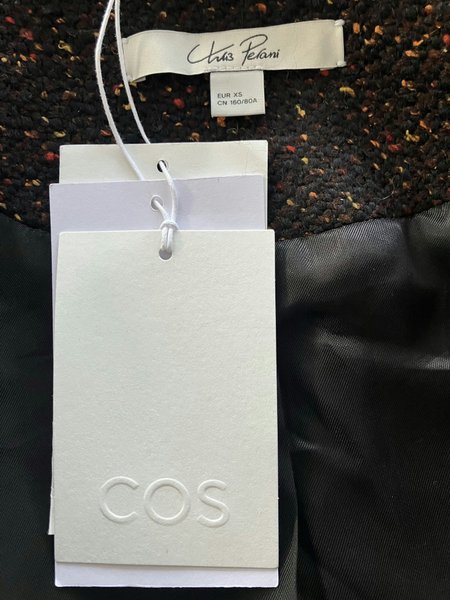 Chris Perani
EUR XS
CN 160/80A
COS